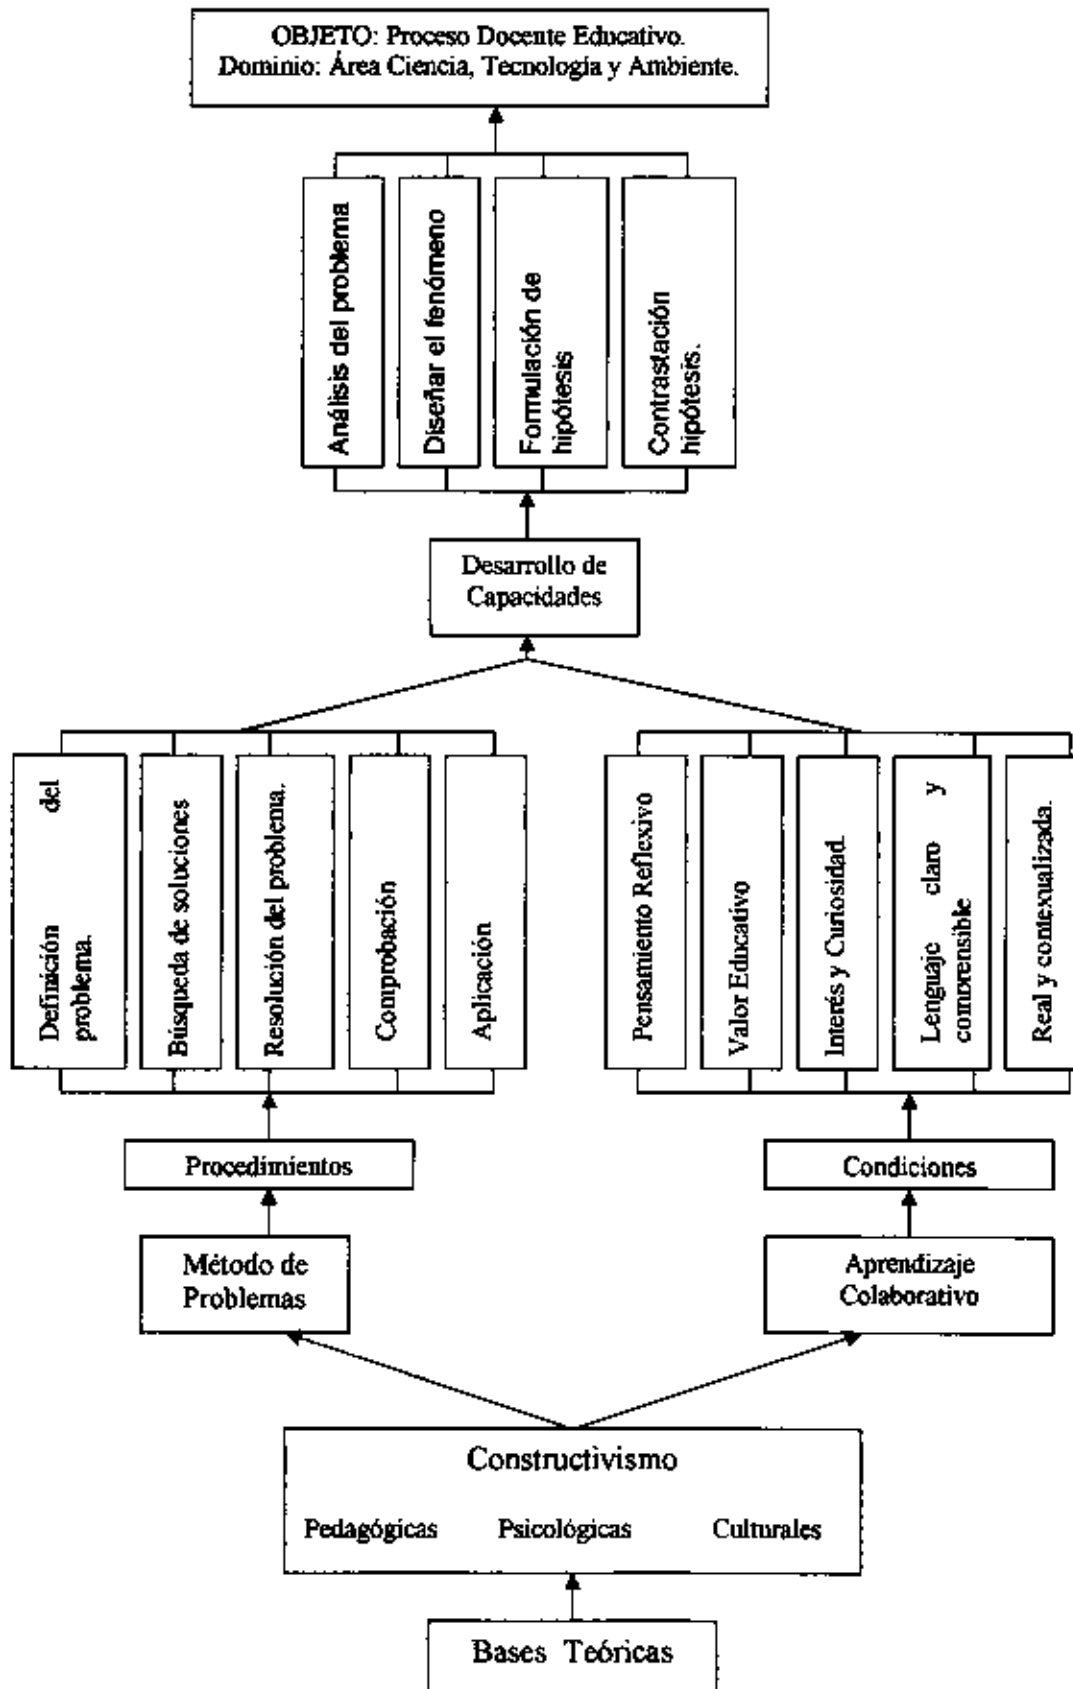 OBJETO: Proceso Docente Educativo.
Dominio: Área Ciencia, Tecnología y Ambiente.
Análisis del problema
Diseñar el fenómeno
Formulación de
hipótesis
Contrastación
hipótesis.
Desarrollo de
Capacidades
Definición del
problema.
Búsqueda de soluciones
Resolución del problema.
Comprobación
Aplicación
Pensamiento Reflexivo
Valor Educativo
Interés y Curiosidad.
Lenguaje claro y
comprensible
Real y contexualizada.
Procedimientos
Condiciones
Método de
Problemas
Aprendizaje
Colaborativo
Constructivismo
Pedagógicas Psicológicas Culturales
Bases Teóricas